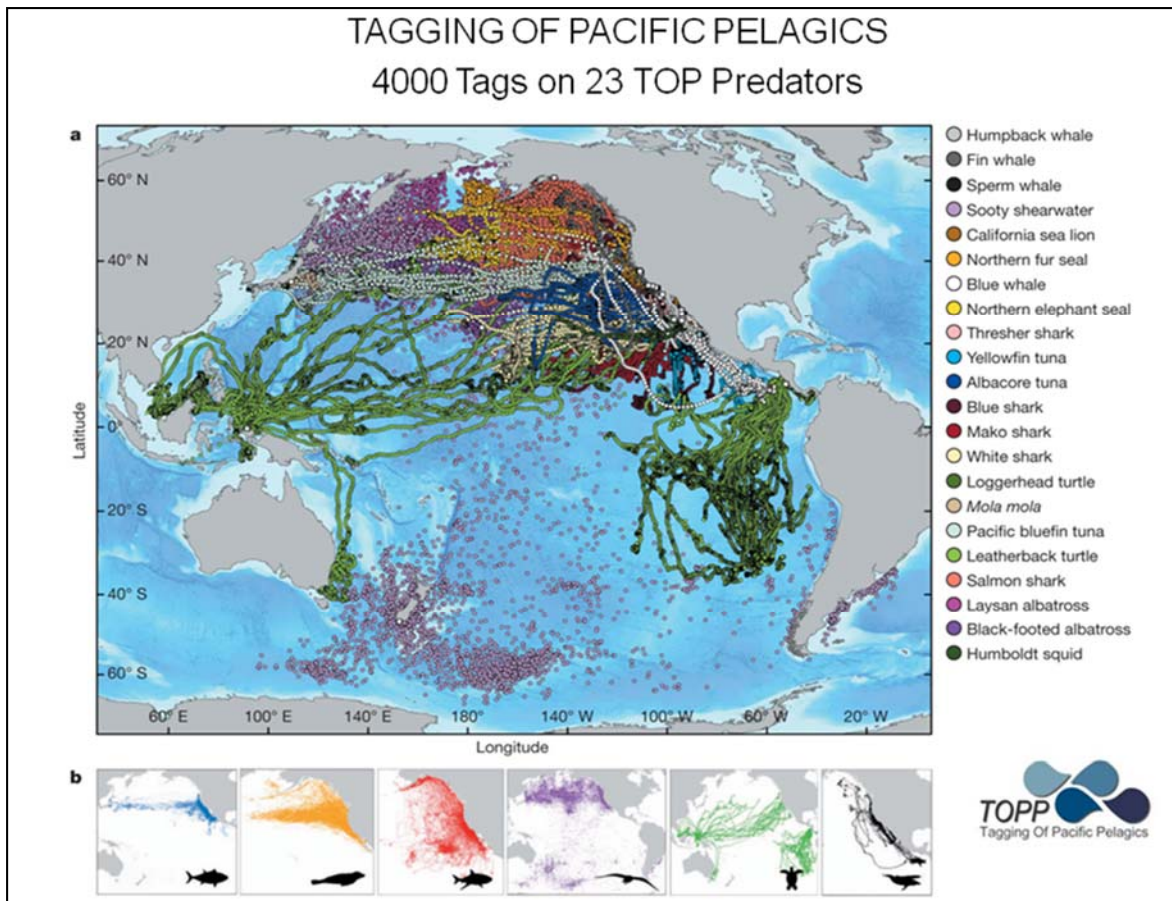 TAGGING OF PACIFIC PELAGICS
4000 Tags on 23 TOP Predators
a
60° N
40° N
20° N
0°
20° S
40° S
60° S
Latitude
60° E
100° E
140° E
180°
140° W
100° W
60° W
20° W
Longitude
Humpback whale
Fin whale
Sperm whale
Sooty shearwater
California sea lion
Northern fur seal
Blue whale
Northern elephant seal
Thresher shark
Yellowfin tuna
Albacore tuna
Blue shark
Mako shark
White shark
Loggerhead turtle
Mola mola
Pacific bluefin tuna
Leatherback turtle
Salmon shark
Laysan albatross
Black-footed albatross
Humboldt squid
b
TOPP
Tagging Of Pacific Pelagics